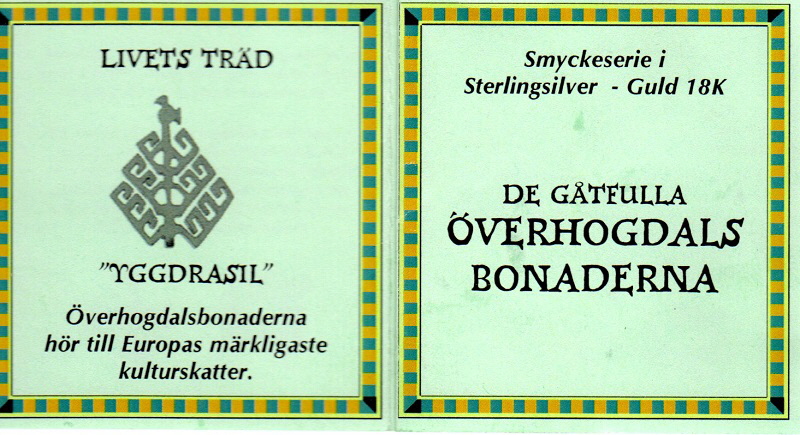 LIVETS TRÄD
"YGGDRASIL"
Överhogdalsbonaderna
hör till Europas märkligaste
kulturskatter.
Smyckeserie i
Sterlingsilver - Guld 18K
DE GÅTFULLA
ÖVERHOGDALS
BONADERNA